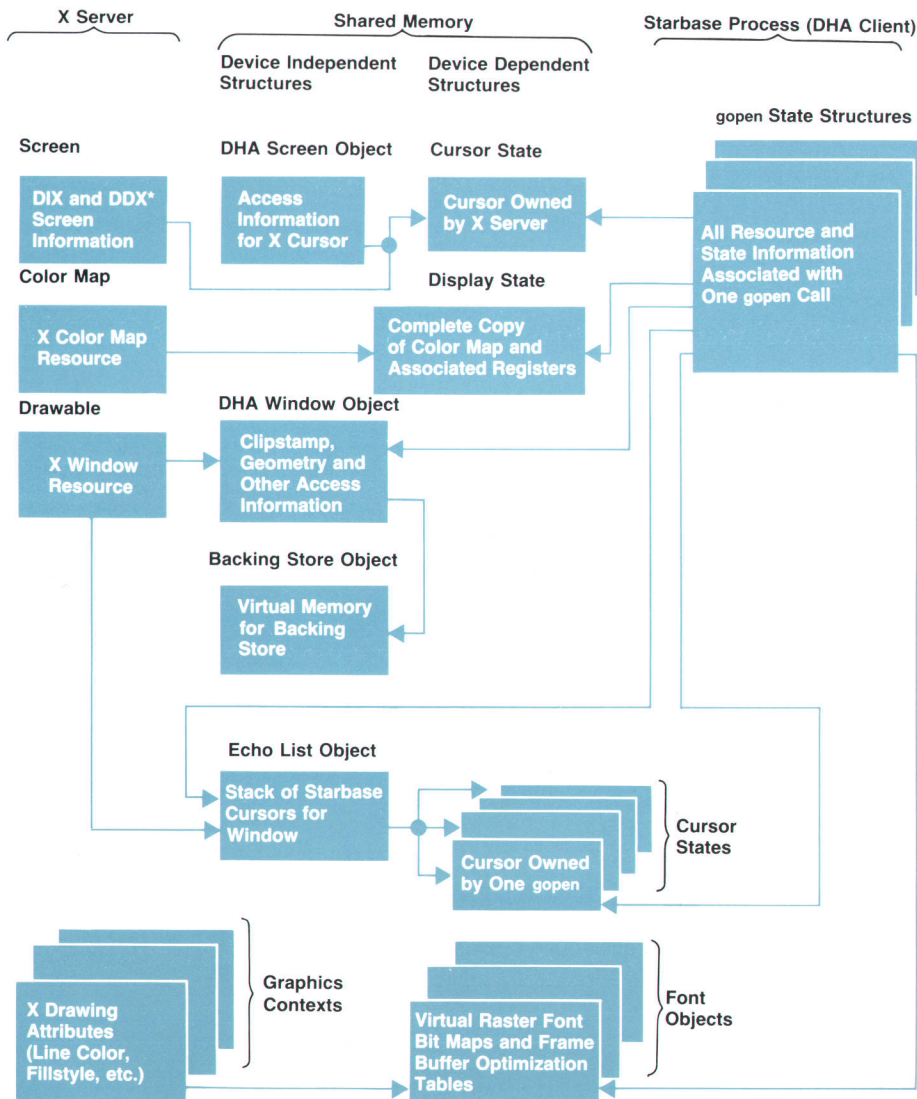 X Server
Shared Memory
Starbase Process (DHA Client)
Device Independent
Structures
Device Dependent
Structures
gopen State Structures
Screen
DHA Screen Object
Cursor State
DIX and DDX*
Screen
Information
Access
Information
for X Cursor
Cursor Owned
by X Server
All Resource and
State Information
Associated with
One gopen Call
Color Map
Display State
X Color Map
Resource
Complete Copy
of Color Map and
Associated Registers
Drawable
DHA Window Object
X Window
Resource
Clipstamp,
Geometry and
Other Access
Information
Backing Store Object
Virtual Memory
for Backing
Store
Echo List Object
Stack of Starbase
Cursors for
Window
Cursor Owned
by One gopen
Cursor
States
X Drawing
Attributes
(Line Color,
Fillstyle, etc.)
Graphics
Contexts
Virtual Raster Font
Bit Maps and Frame
Buffer Optimization
Tables
Font
Objects